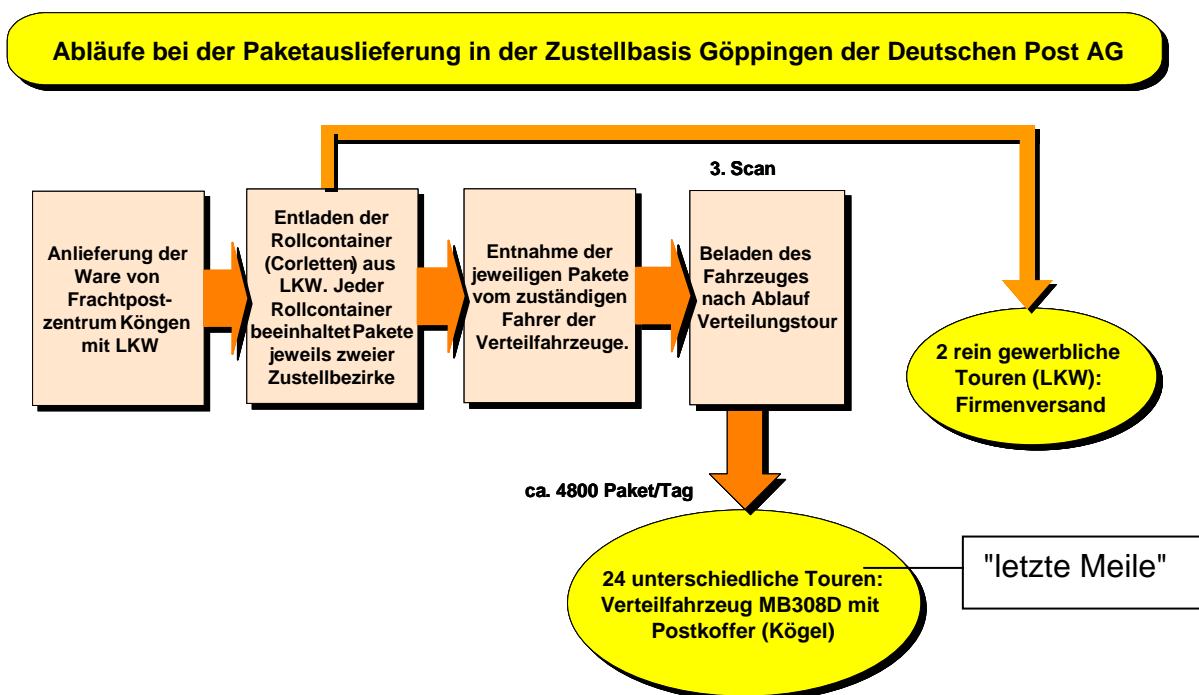 Abläufe bei der Paketauslieferung in der Zustellbasis Göppingen der Deutschen Post AG
3. Scan
Anlieferung der
Ware von
Frachtpost-
zentrum Köngen
mit LKW
Entladen der
Rollcontainer
(Corletten) aus
LKW. Jeder
Rollcontainer
beeinhaltet Pakete
jeweils zweier
Zustellbezirke
Entnahme der
jeweiligen Pakete
vom zuständigen
Fahrer der
Verteilfahrzeuge.
Beladen des
Fahrzeuges
nach Ablauf
Verteilungstour
2 rein gewerbliche
Touren (LKW):
Firmenversand
ca. 4800 Paket/Tag
24 unterschiedliche Touren:
Verteilfahrzeug MB308D mit
Postkoffer (Kögel)
"letzte Meile"